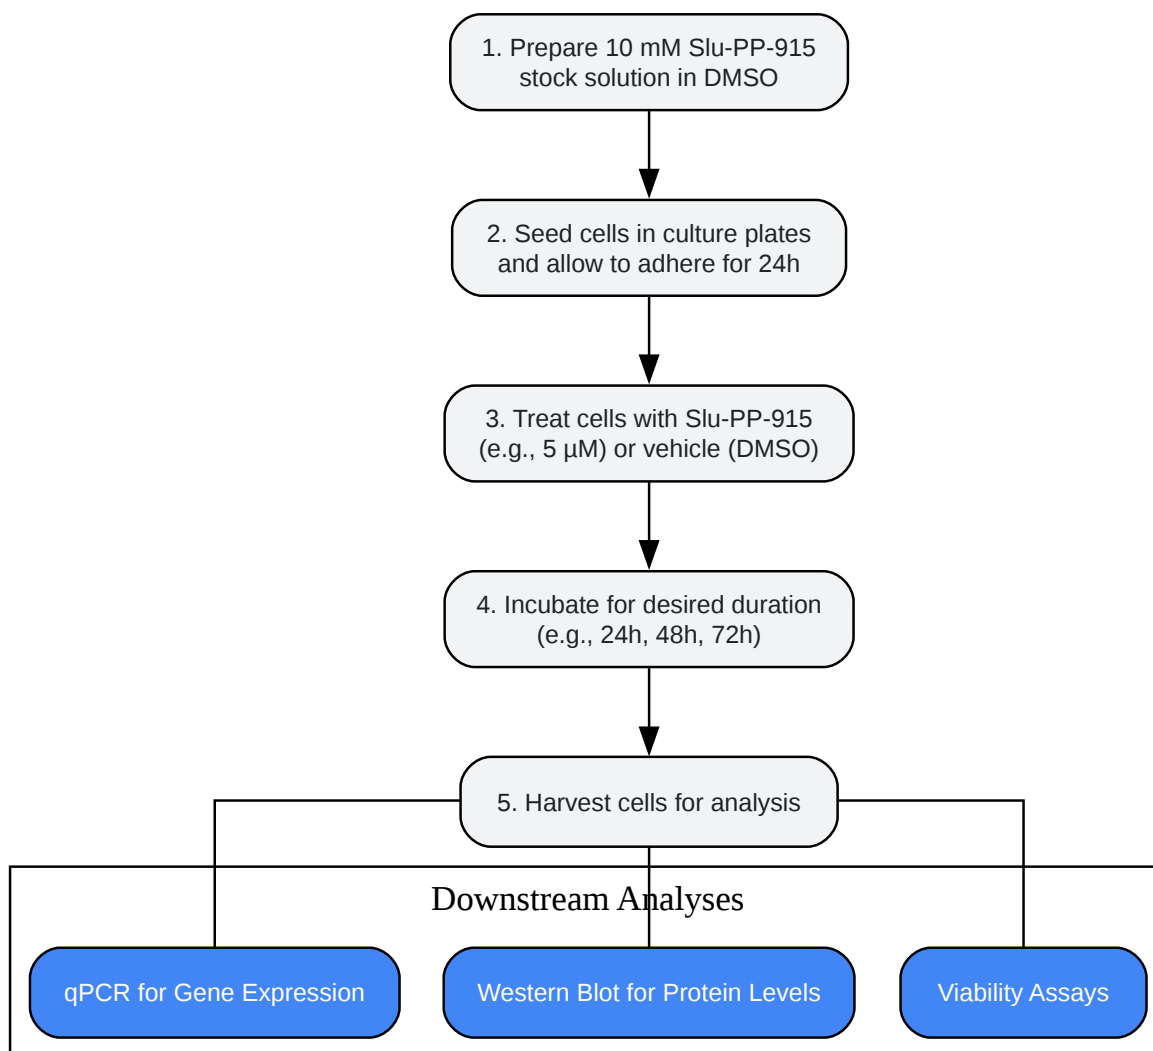 1. Prepare 10 mM Slu-PP-915
stock solution in DMSO
2. Seed cells in culture plates
and allow to adhere for 24h
3. Treat cells with Slu-PP-915
(e.g., 5 µM) or vehicle (DMSO)
4. Incubate for desired duration
(e.g., 24h, 48h, 72h)
5. Harvest cells for analysis
Downstream Analyses
qPCR for Gene Expression
Western Blot for Protein Levels
Viability Assays